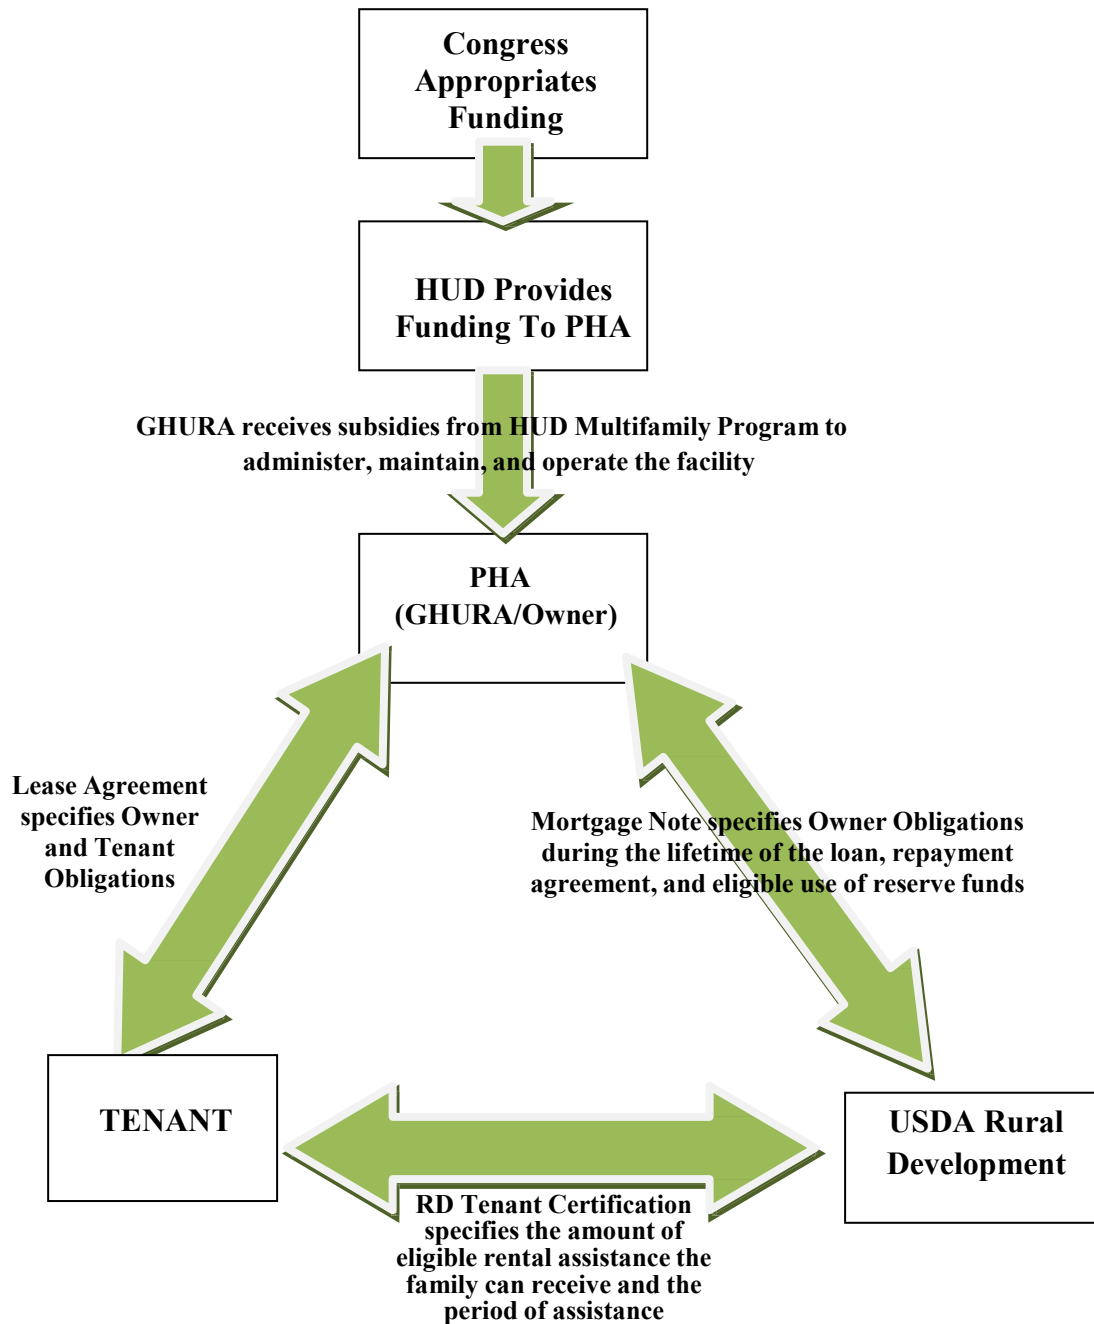 Congress
Appropriates
Funding
HUD Provides
Funding To PHA
GHURA receives subsidies from HUD Multifamily Program to
administer, maintain, and operate the facility
PHA
(GHURA/Owner)
Lease Agreement
specifies Owner
and Tenant
Obligations
Mortgage Note specifies Owner Obligations
during the lifetime of the loan, repayment
agreement, and eligible use of reserve funds
TENANT
USDA Rural
Development
RD Tenant Certification
specifies the amount of
eligible rental assistance the
family can receive and the
period of assistance